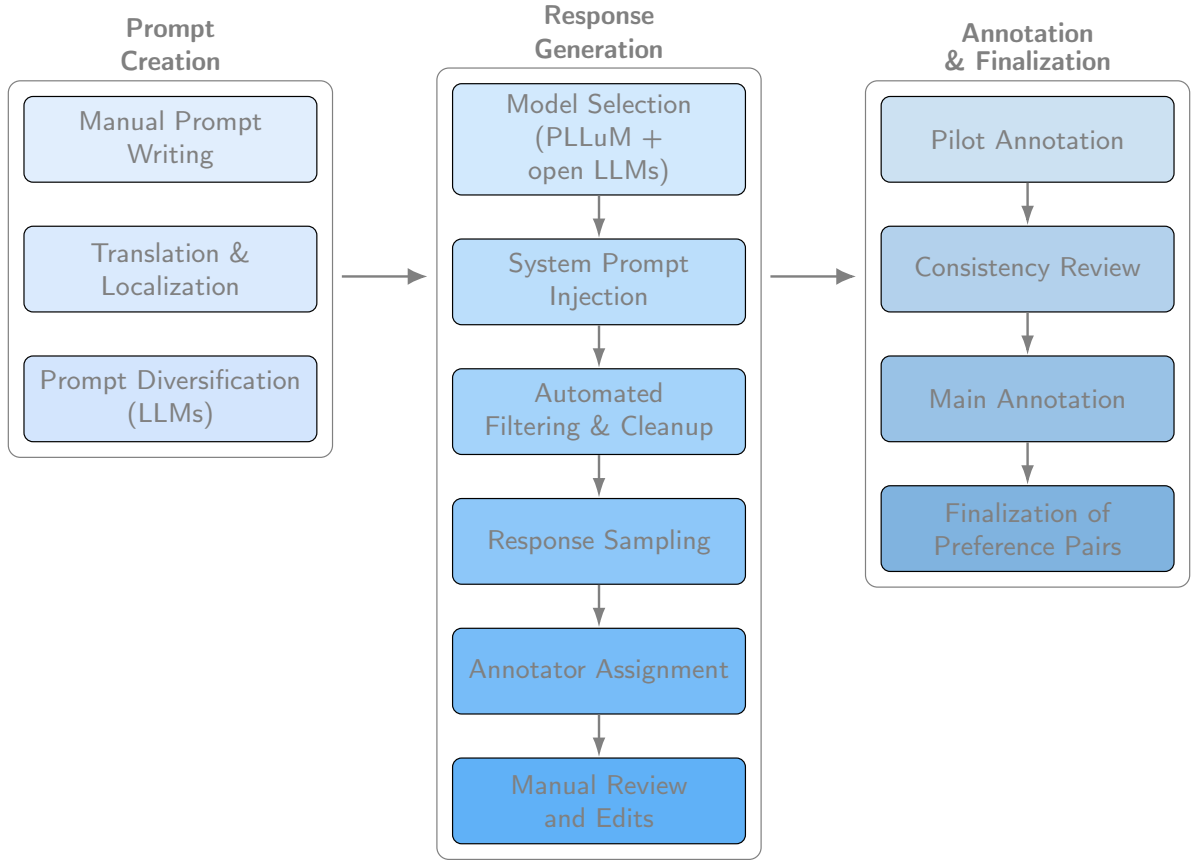 Prompt
Creation
Manual Prompt
Writing
Translation &
Localization
Prompt Diversification
(LLMs)
Response
Generation
Model Selection
(PLLuM +
open LLMs)
System Prompt
Injection
Automated
Filtering & Cleanup
Response Sampling
Annotator Assignment
Manual Review
and Edits
Annotation
& Finalization
Pilot Annotation
Consistency Review
Main Annotation
Finalization of
Preference Pairs